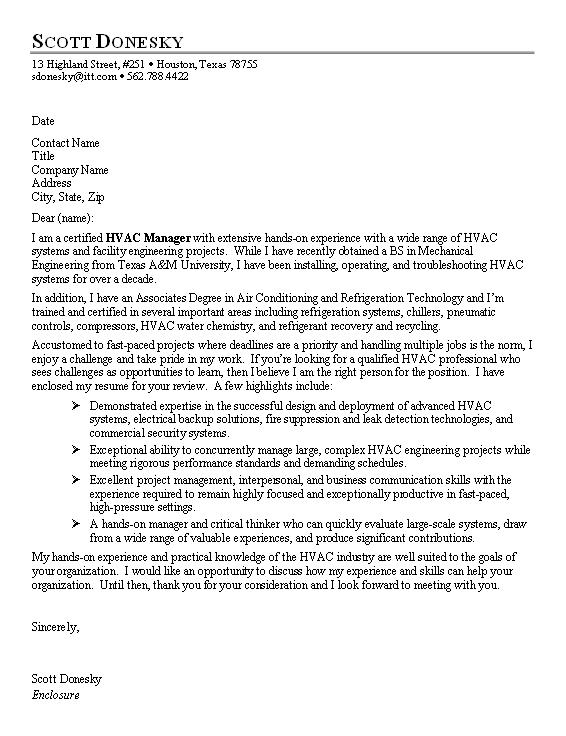 SCOTT DONESKY
13 Highland Street, #251 • Houston, Texas 78755
sdonesky@itt.com • 562.788.4422
Date
Contact Name
Title
Company Name
Address
City, State, Zip
Dear (name):
I am a certified HVAC Manager with extensive hands-on experience with a wide range of HVAC
systems and facility engineering projects.  While I have recently obtained a BS in Mechanical
Engineering from Texas A&M University, I have been installing, operating, and troubleshooting HVAC
systems for over a decade.
In addition, I have an Associates Degree in Air Conditioning and Refrigeration Technology and I'm
trained and certified in several important areas including refrigeration systems, chillers, pneumatic
controls, compressors, HVAC water chemistry, and refrigerant recovery and recycling.
Accustomed to fast-paced projects where deadlines are a priority and handling multiple jobs is the norm, I
enjoy a challenge and take pride in my work.  If you're looking for a qualified HVAC professional who
sees challenges as opportunities to learn, then I believe I am the right person for the position.  I have
enclosed my resume for your review.  A few highlights include:
➢ Demonstrated expertise in the successful design and deployment of advanced HVAC
systems, electrical backup solutions, fire suppression and leak detection technologies, and
commercial security systems.
➢ Exceptional ability to concurrently manage large, complex HVAC engineering projects while
meeting rigorous performance standards and demanding schedules.
➢ Excellent project management, interpersonal, and business communication skills with the
experience required to remain highly focused and exceptionally productive in fast-paced,
high-pressure settings.
➢ A hands-on manager and critical thinker who can quickly evaluate large-scale systems, draw
from a wide range of valuable experiences, and produce significant contributions.
My hands-on experience and practical knowledge of the HVAC industry are well suited to the goals of
your organization.  I would like an opportunity to discuss how my experience and skills can help your
organization.  Until then, thank you for your consideration and I look forward to meeting with you.
Sincerely,
Scott Donesky
Enclosure